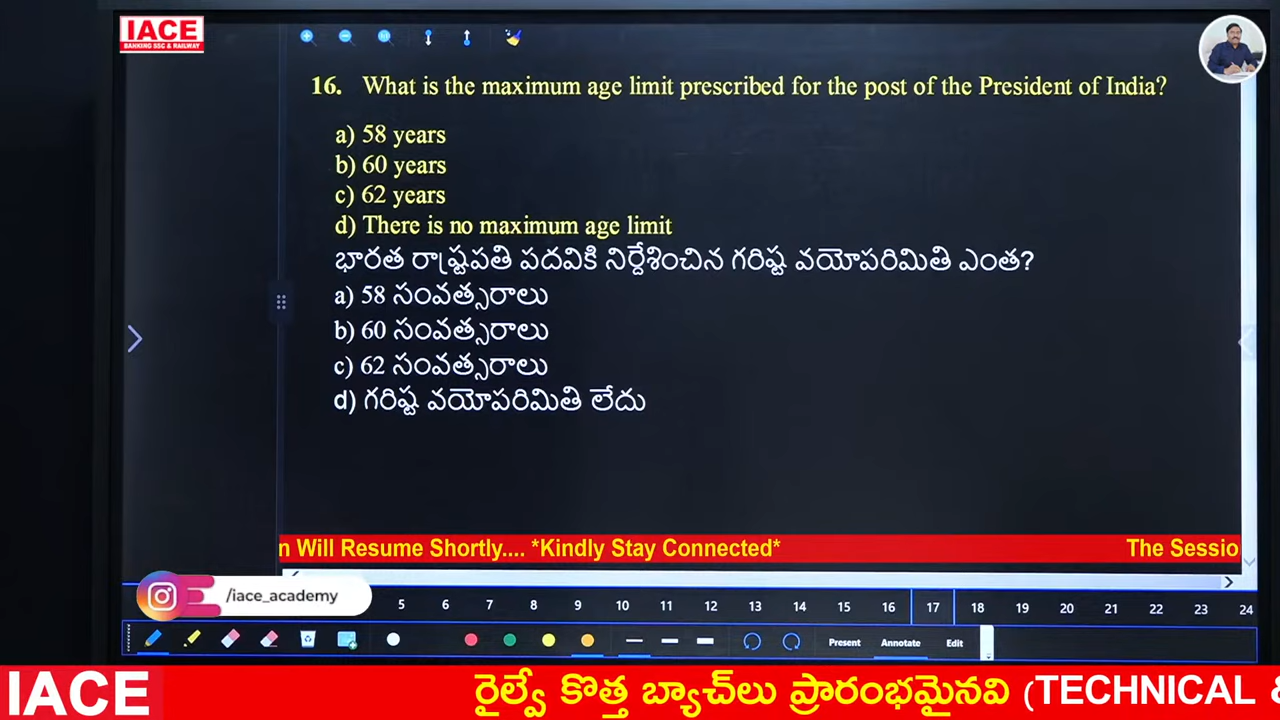 IACE
BANKING SSC & RAILWAY
16. What is the maximum age limit prescribed for the post of the President of India?
a) 58 years
b) 60 years
c) 62 years
d) There is no maximum age limit
భారత రాష్ట్రపతి పదవికి నిర్దేశించిన గరిష్ట వయోపరిమితి ఎంత?
a) 58 సంవత్సరాలు
b) 60 సంవత్సరాలు
c) 62 సంవత్సరాలు
d) గరిష్ట వయోపరిమితి లేదు
n Will Resume Shortly.... *Kindly Stay Connected* The Sessio
/iace_academy
5 6 7 8 9 10 11 12 13 14 15 16 17 18 19 20 21 22 23 24
Present Annotate Edit
IACE రైల్వే కొత్త బ్యాచ్‌లు ప్రారంభమైనవి (TECHNICAL &